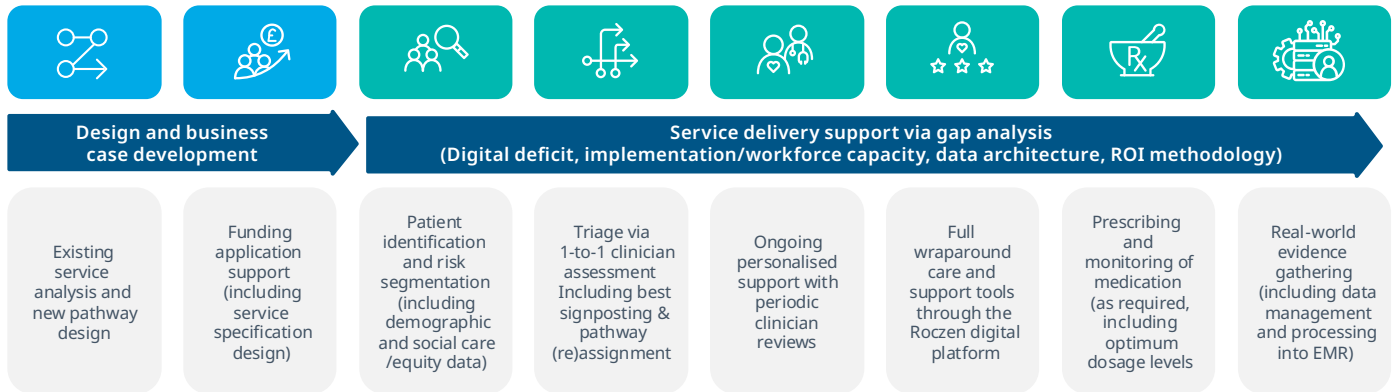 £
Rx
Design and business
case development
Service delivery support via gap analysis
(Digital deficit, implementation/workforce capacity, data architecture, ROI methodology)
Existing
service
analysis and
new pathway
design
Funding
application
support
(including
service
specification
design)
Patient
identification
and risk
segmentation
(including
demographic
and social care
/equity data)
Triage via
1-to-1 clinician
assessment
Including best
signposting &
pathway
(re)assignment
Ongoing
personalised
support with
periodic
clinician
reviews
Full
wraparound
care and
support tools
through the
Roczen digital
platform
Prescribing
and
monitoring of
medication
(as required,
including
optimum
dosage levels
Real-world
evidence
gathering
(including data
management
and processing
into EMR)